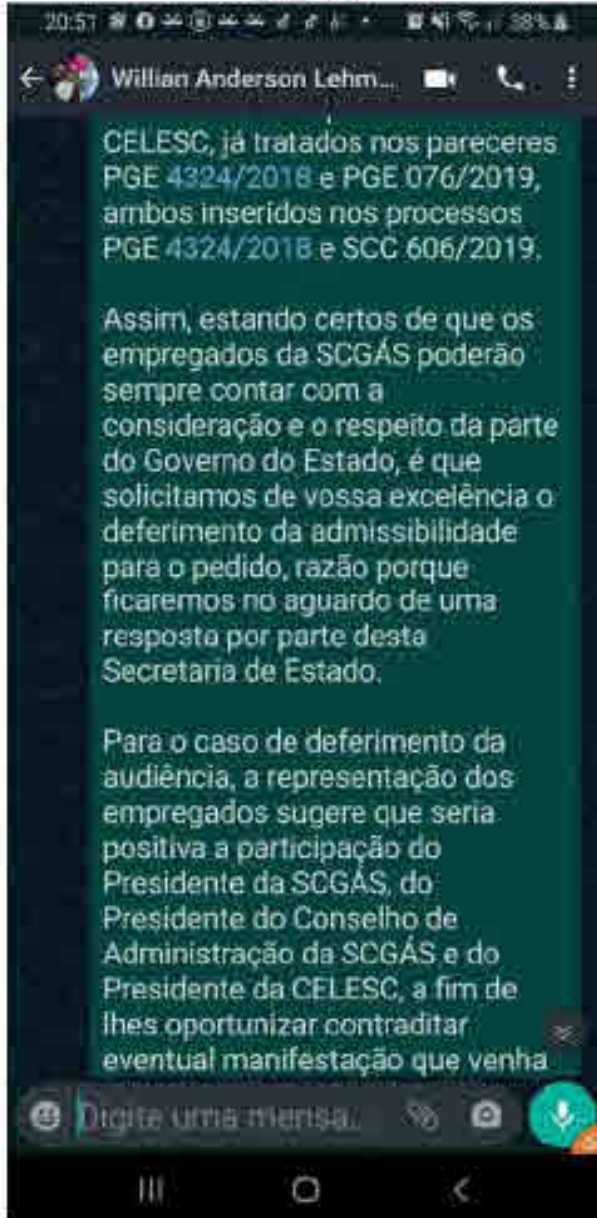 20:51
38%
Willian Anderson Lehm...
CELESC, já tratados nos pareceres
PGE 4324/2018 e PGE 076/2019,
ambos inseridos nos processos
PGE 4324/2018 e SCC 606/2019.
Assim, estando certos de que os
empregados da SCGÁS poderão
sempre contar com a
consideração e o respeito da parte
do Governo do Estado, é que
solicitamos de vossa excelência o
deferimento da admissibilidade
para o pedido, razão porque
ficaremos no aguardo de uma
resposta por parte desta
Secretaria de Estado.
Para o caso de deferimento da
audiência, a representação dos
empregados sugere que seria
positiva a participação do
Presidente da SCGÁS, do
Presidente do Conselho de
Administração da SCGÁS e do
Presidente da CELESC, a fim de
lhes oportunizar contraditar
eventual manifestação que venha
Digite uma mensa...